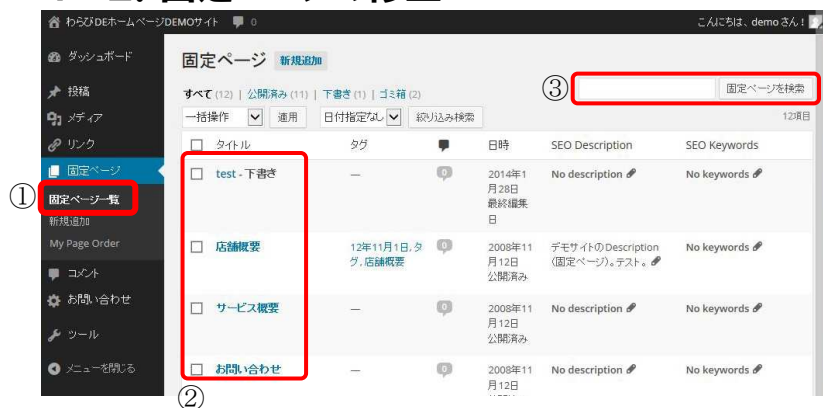 わらびDEホームページDEMOサイト 0 こんにちは、demo さん！
ダッシュボード
投稿
メディア
リンク
固定ページ
① 固定ページ一覧
新規追加
My Page Order
コメント
お問い合わせ
ツール
メニューを閉じる
固定ページ 新規追加
すべて (12) | 公開済み (11) | 下書き (1) | ゴミ箱 (2)
③ 固定ページを検索
一括操作 適用 日付指定なし 絞り込み検索 12項目
タイトル タグ 日時 SEO Description SEO Keywords
test - 下書き — 0 2014年1月28日 最終編集日 No description No keywords
店舗概要 12年11月1日, タグ, 店舗概要 0 2008年11月12日 公開済み デモサイトのDescription（固定ページ）。テスト。 No keywords
サービス概要 — 0 2008年11月12日 公開済み No description No keywords
お問い合わせ — 0 2008年11月12日 No description No keywords
②